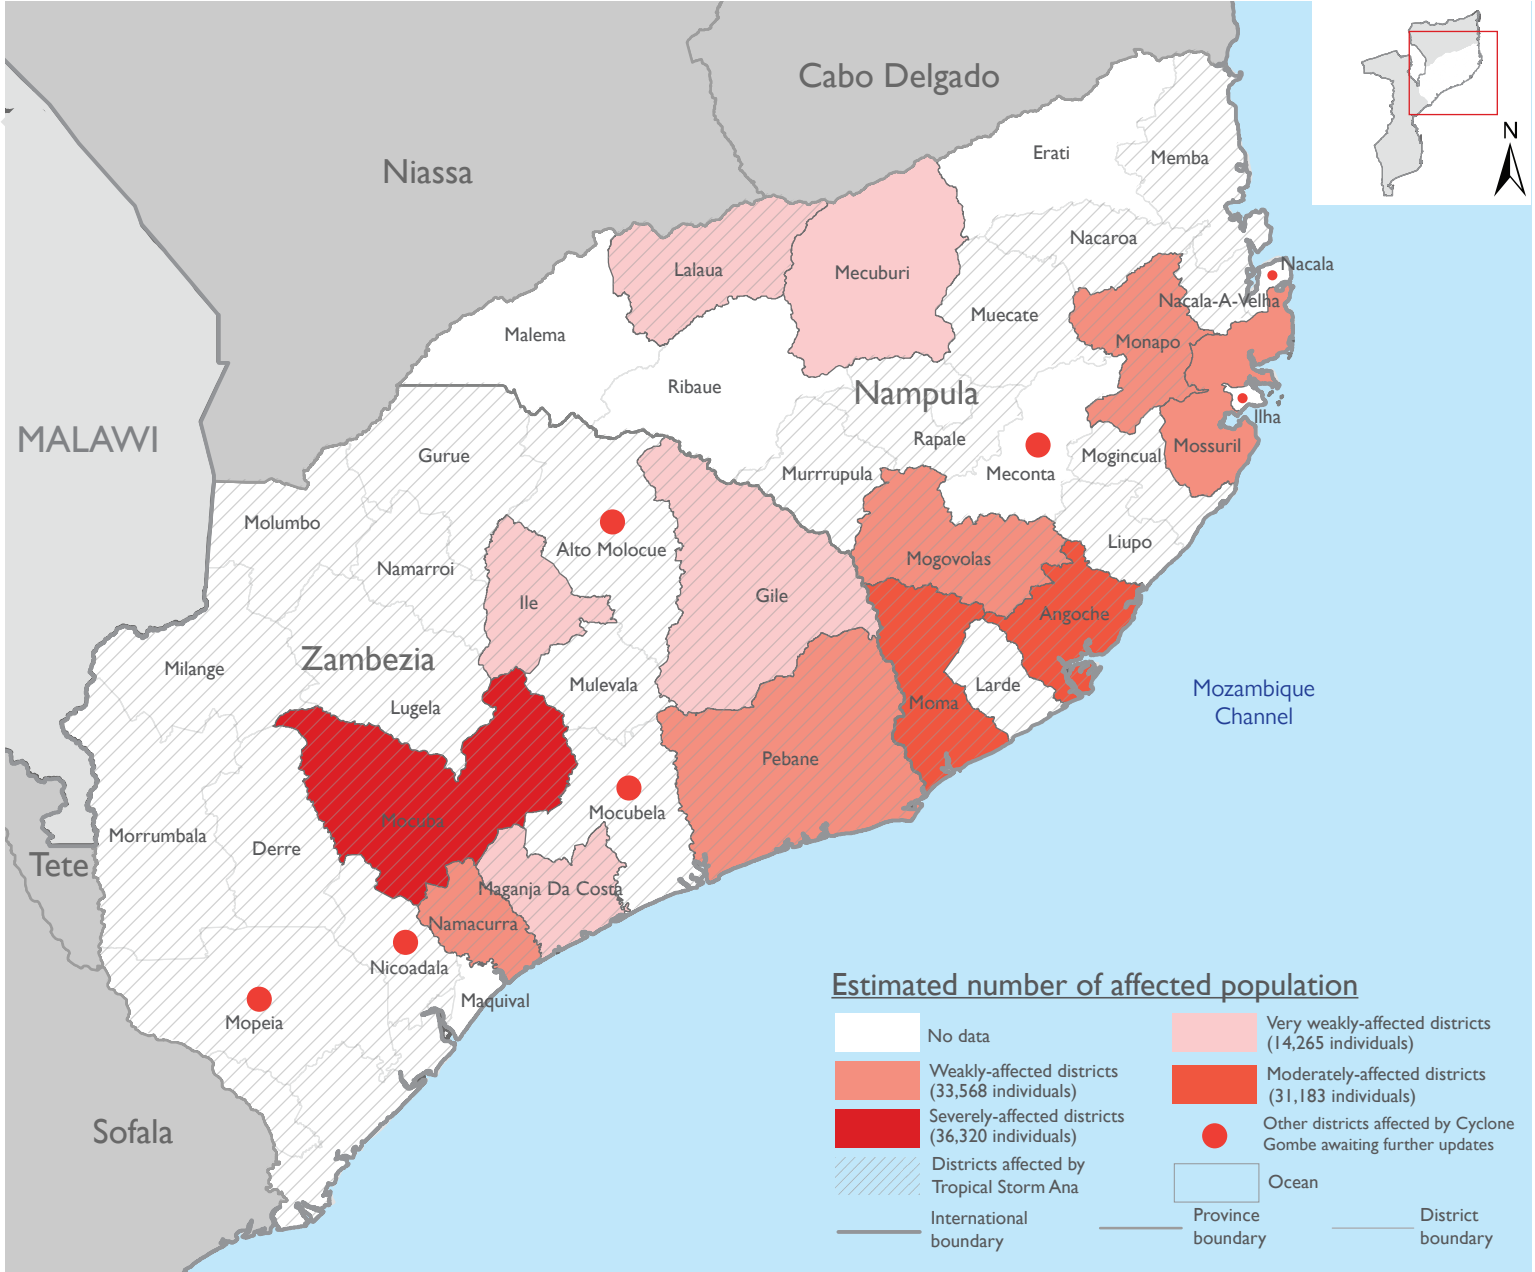 Cabo Delgado
N
Niassa
Erati
Memba
Nacaroa
Nacala
Lalaua
Mecuburi
Nacala-A-Velha
Muecate
Malema
Monapo
Ribaue
Nampula
Ilha
MALAWI
Rapale
Mossuril
Gurue
Mogincual
Murrrupula
Meconta
Molumbo
Liupo
Alto Molocue
Namarroi
Mogovolas
Ile
Gile
Angoche
Zambezia
Milange
Mulevala
Larde
Mozambique
Channel
Lugela
Moma
Pebane
Mocubela
Mocuba
Morrumbala
Derre
Tete
Maganja Da Costa
Namacurra
Nicoadala
Maquival
Mopeia
Sofala
Estimated number of affected population
No data
Very weakly-affected districts
(14,265 individuals)
Weakly-affected districts
(33,568 individuals)
Moderately-affected districts
(31,183 individuals)
Severely-affected districts
(36,320 individuals)
Other districts affected by Cyclone
Gombe awaiting further updates
Districts affected by
Tropical Storm Ana
Ocean
International
boundary
Province
boundary
District
boundary